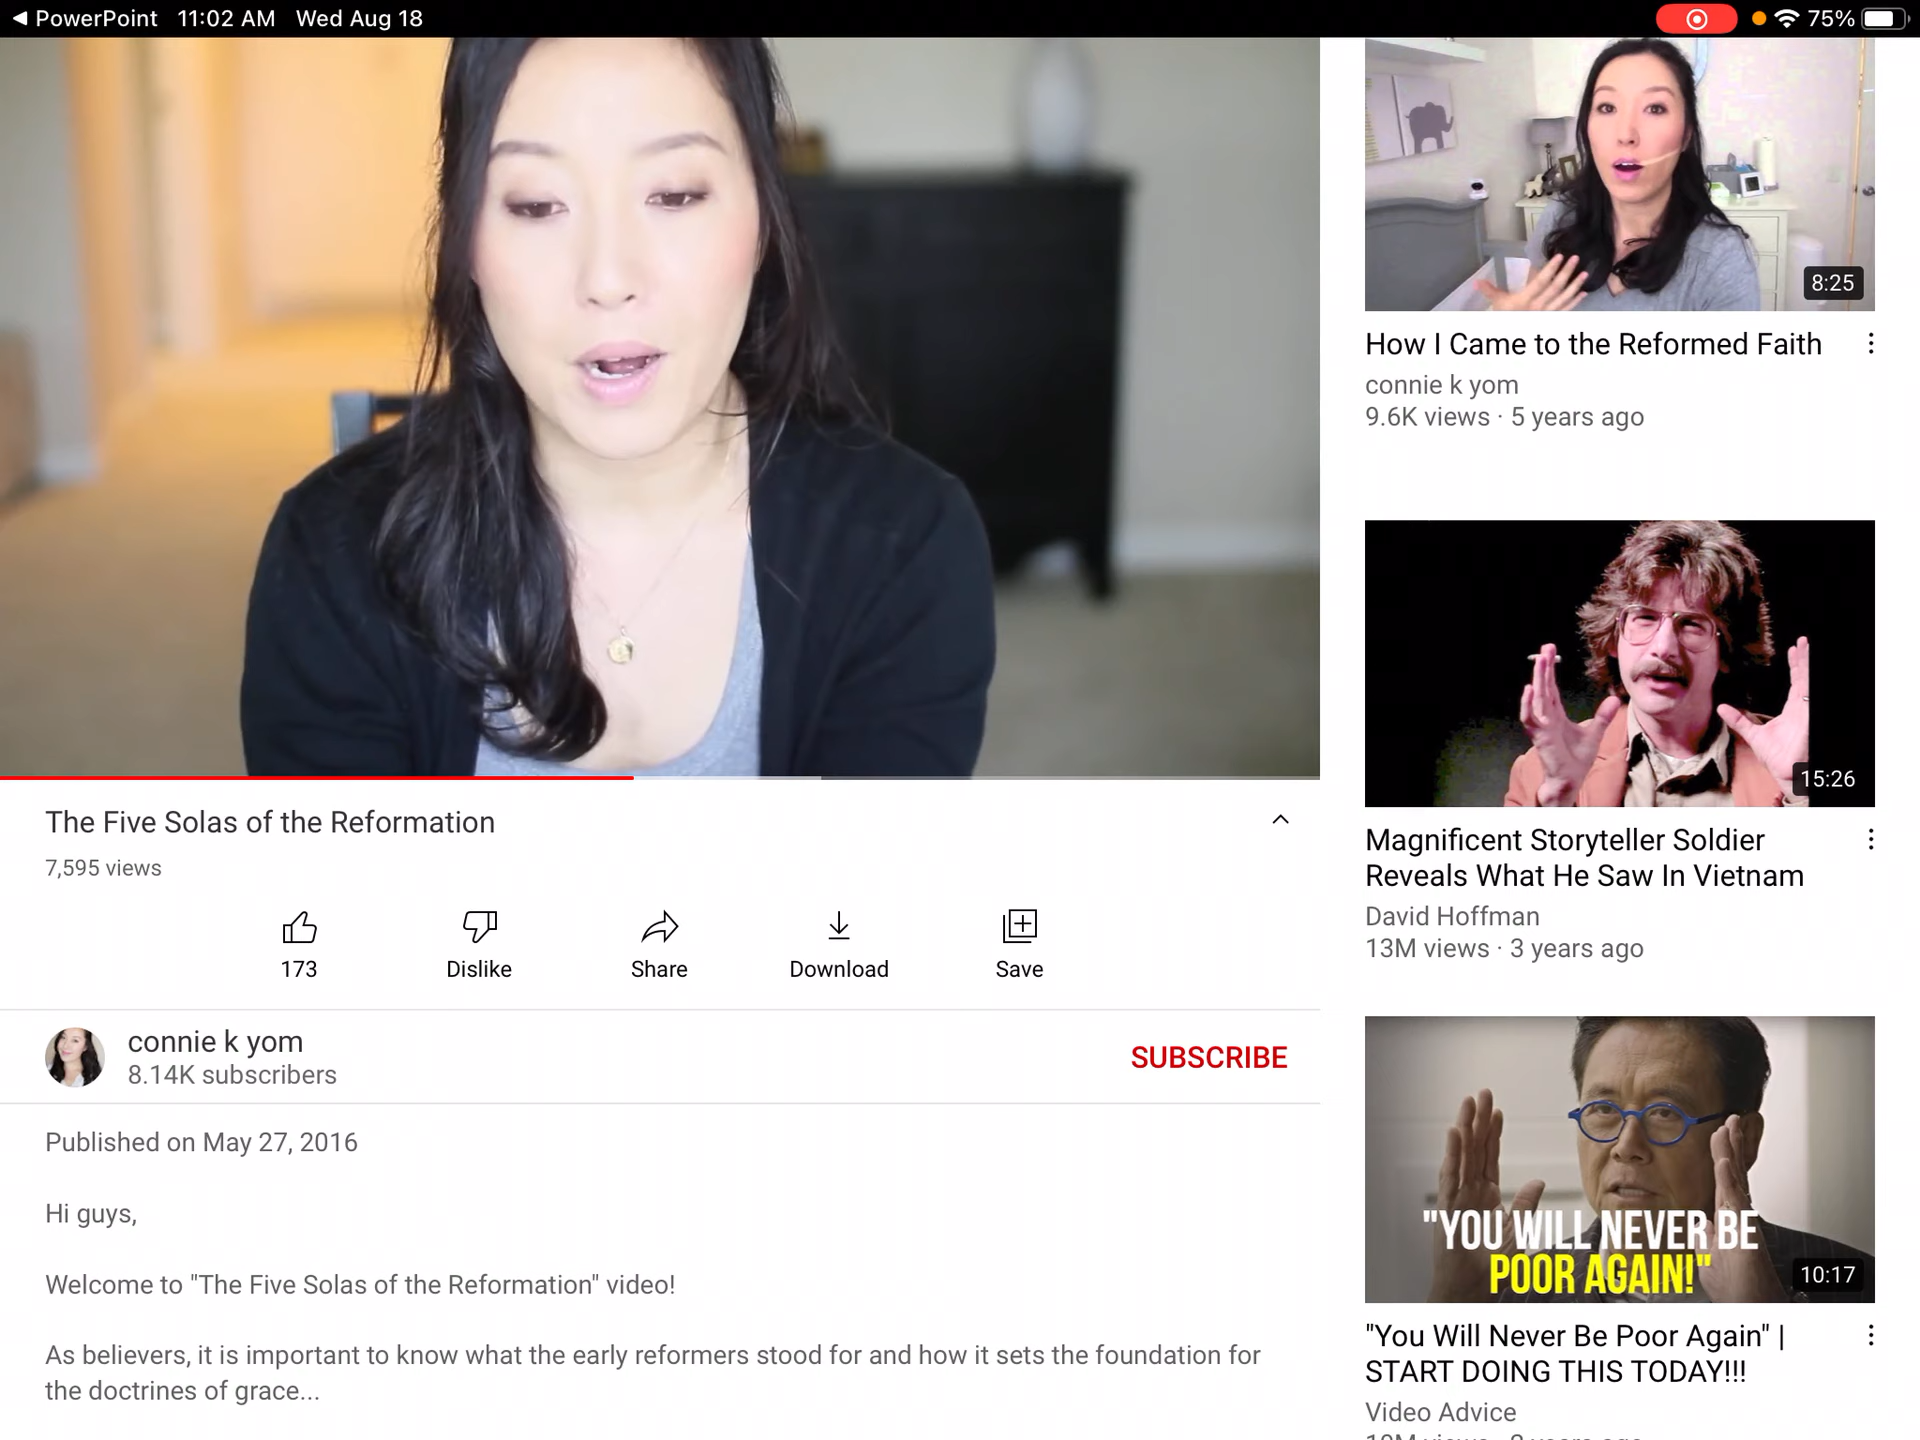 PowerPoint 11:02 AM Wed Aug 18 75%
The Five Solas of the Reformation
7,595 views
173 Dislike Share Download Save
connie k yom
8.14K subscribers
SUBSCRIBE
Published on May 27, 2016
Hi guys,
Welcome to "The Five Solas of the Reformation" video!
As believers, it is important to know what the early reformers stood for and how it sets the foundation for
the doctrines of grace...
8:25
How I Came to the Reformed Faith
connie k yom
9.6K views · 5 years ago
15:26
Magnificent Storyteller Soldier
Reveals What He Saw In Vietnam
David Hoffman
13M views · 3 years ago
"YOU WILL NEVER BE
POOR AGAIN!"
10:17
"You Will Never Be Poor Again" |
START DOING THIS TODAY!!!
Video Advice